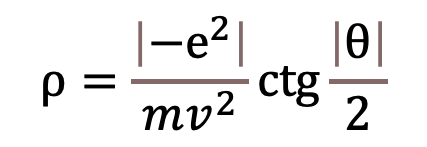 ρ = |−e²| / mv² ctg |θ| / 2